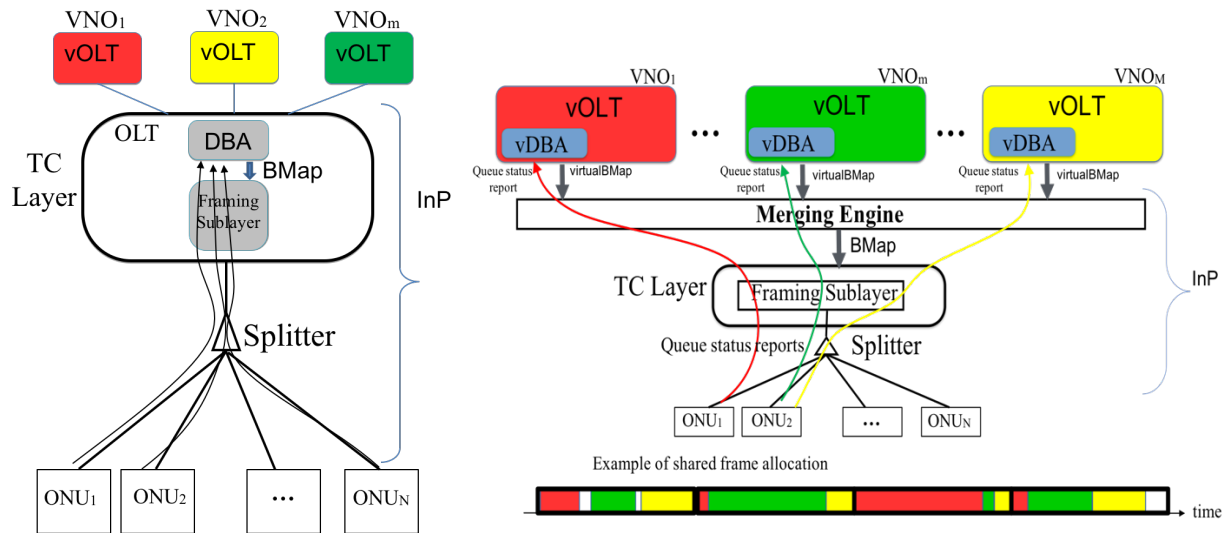 VNO1
VNO2
VNOm
vOLT
vOLT
vOLT
OLT
DBA
TC
Layer
BMap
Framing
Sublayer
InP
Splitter
ONU1
ONU2
...
ONUN
VNO1
VNOm
VNOM
vOLT
vOLT
vOLT
...
...
vDBA
vDBA
vDBA
Queue status
report
virtualBMap
Queue status
report
virtualBMap
Queue status
report
virtualBMap
Merging Engine
BMap
TC Layer
Framing Sublayer
InP
Queue status reports
Splitter
ONU1
ONU2
...
ONUN
Example of shared frame allocation
time